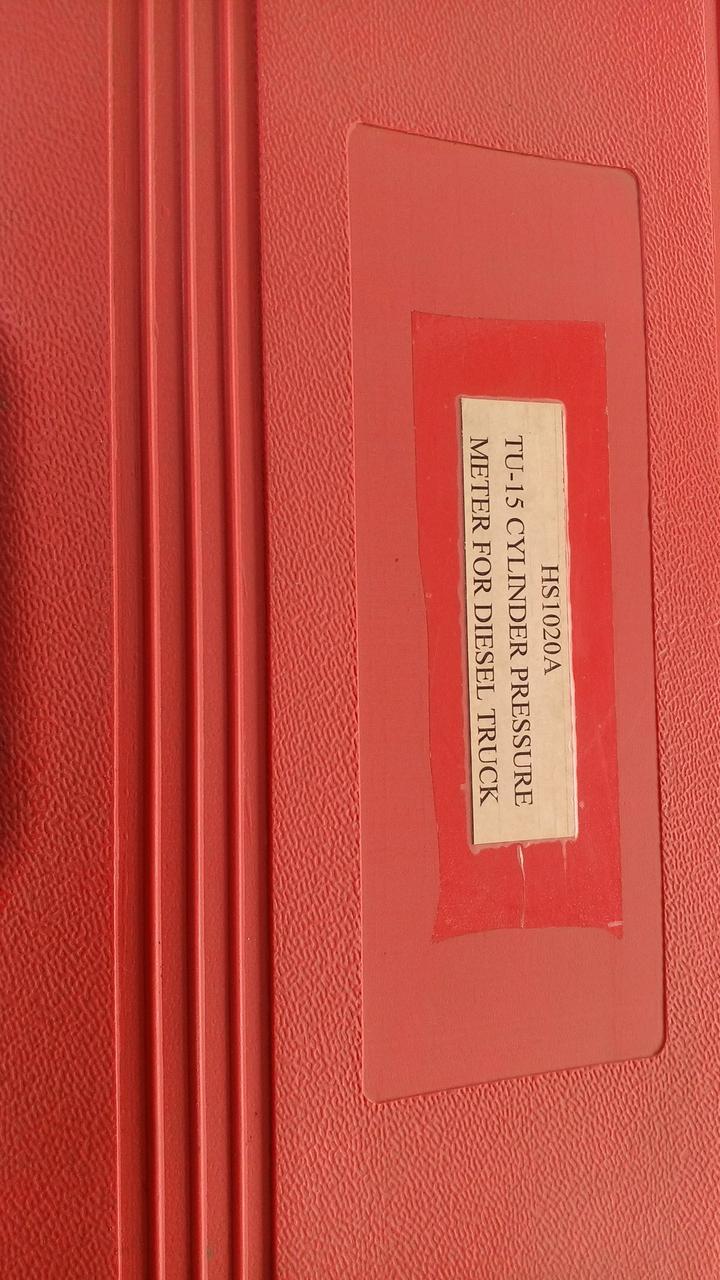 HS1020A
TU-15 CYLINDER PRESSURE
METER FOR DIESEL TRUCK